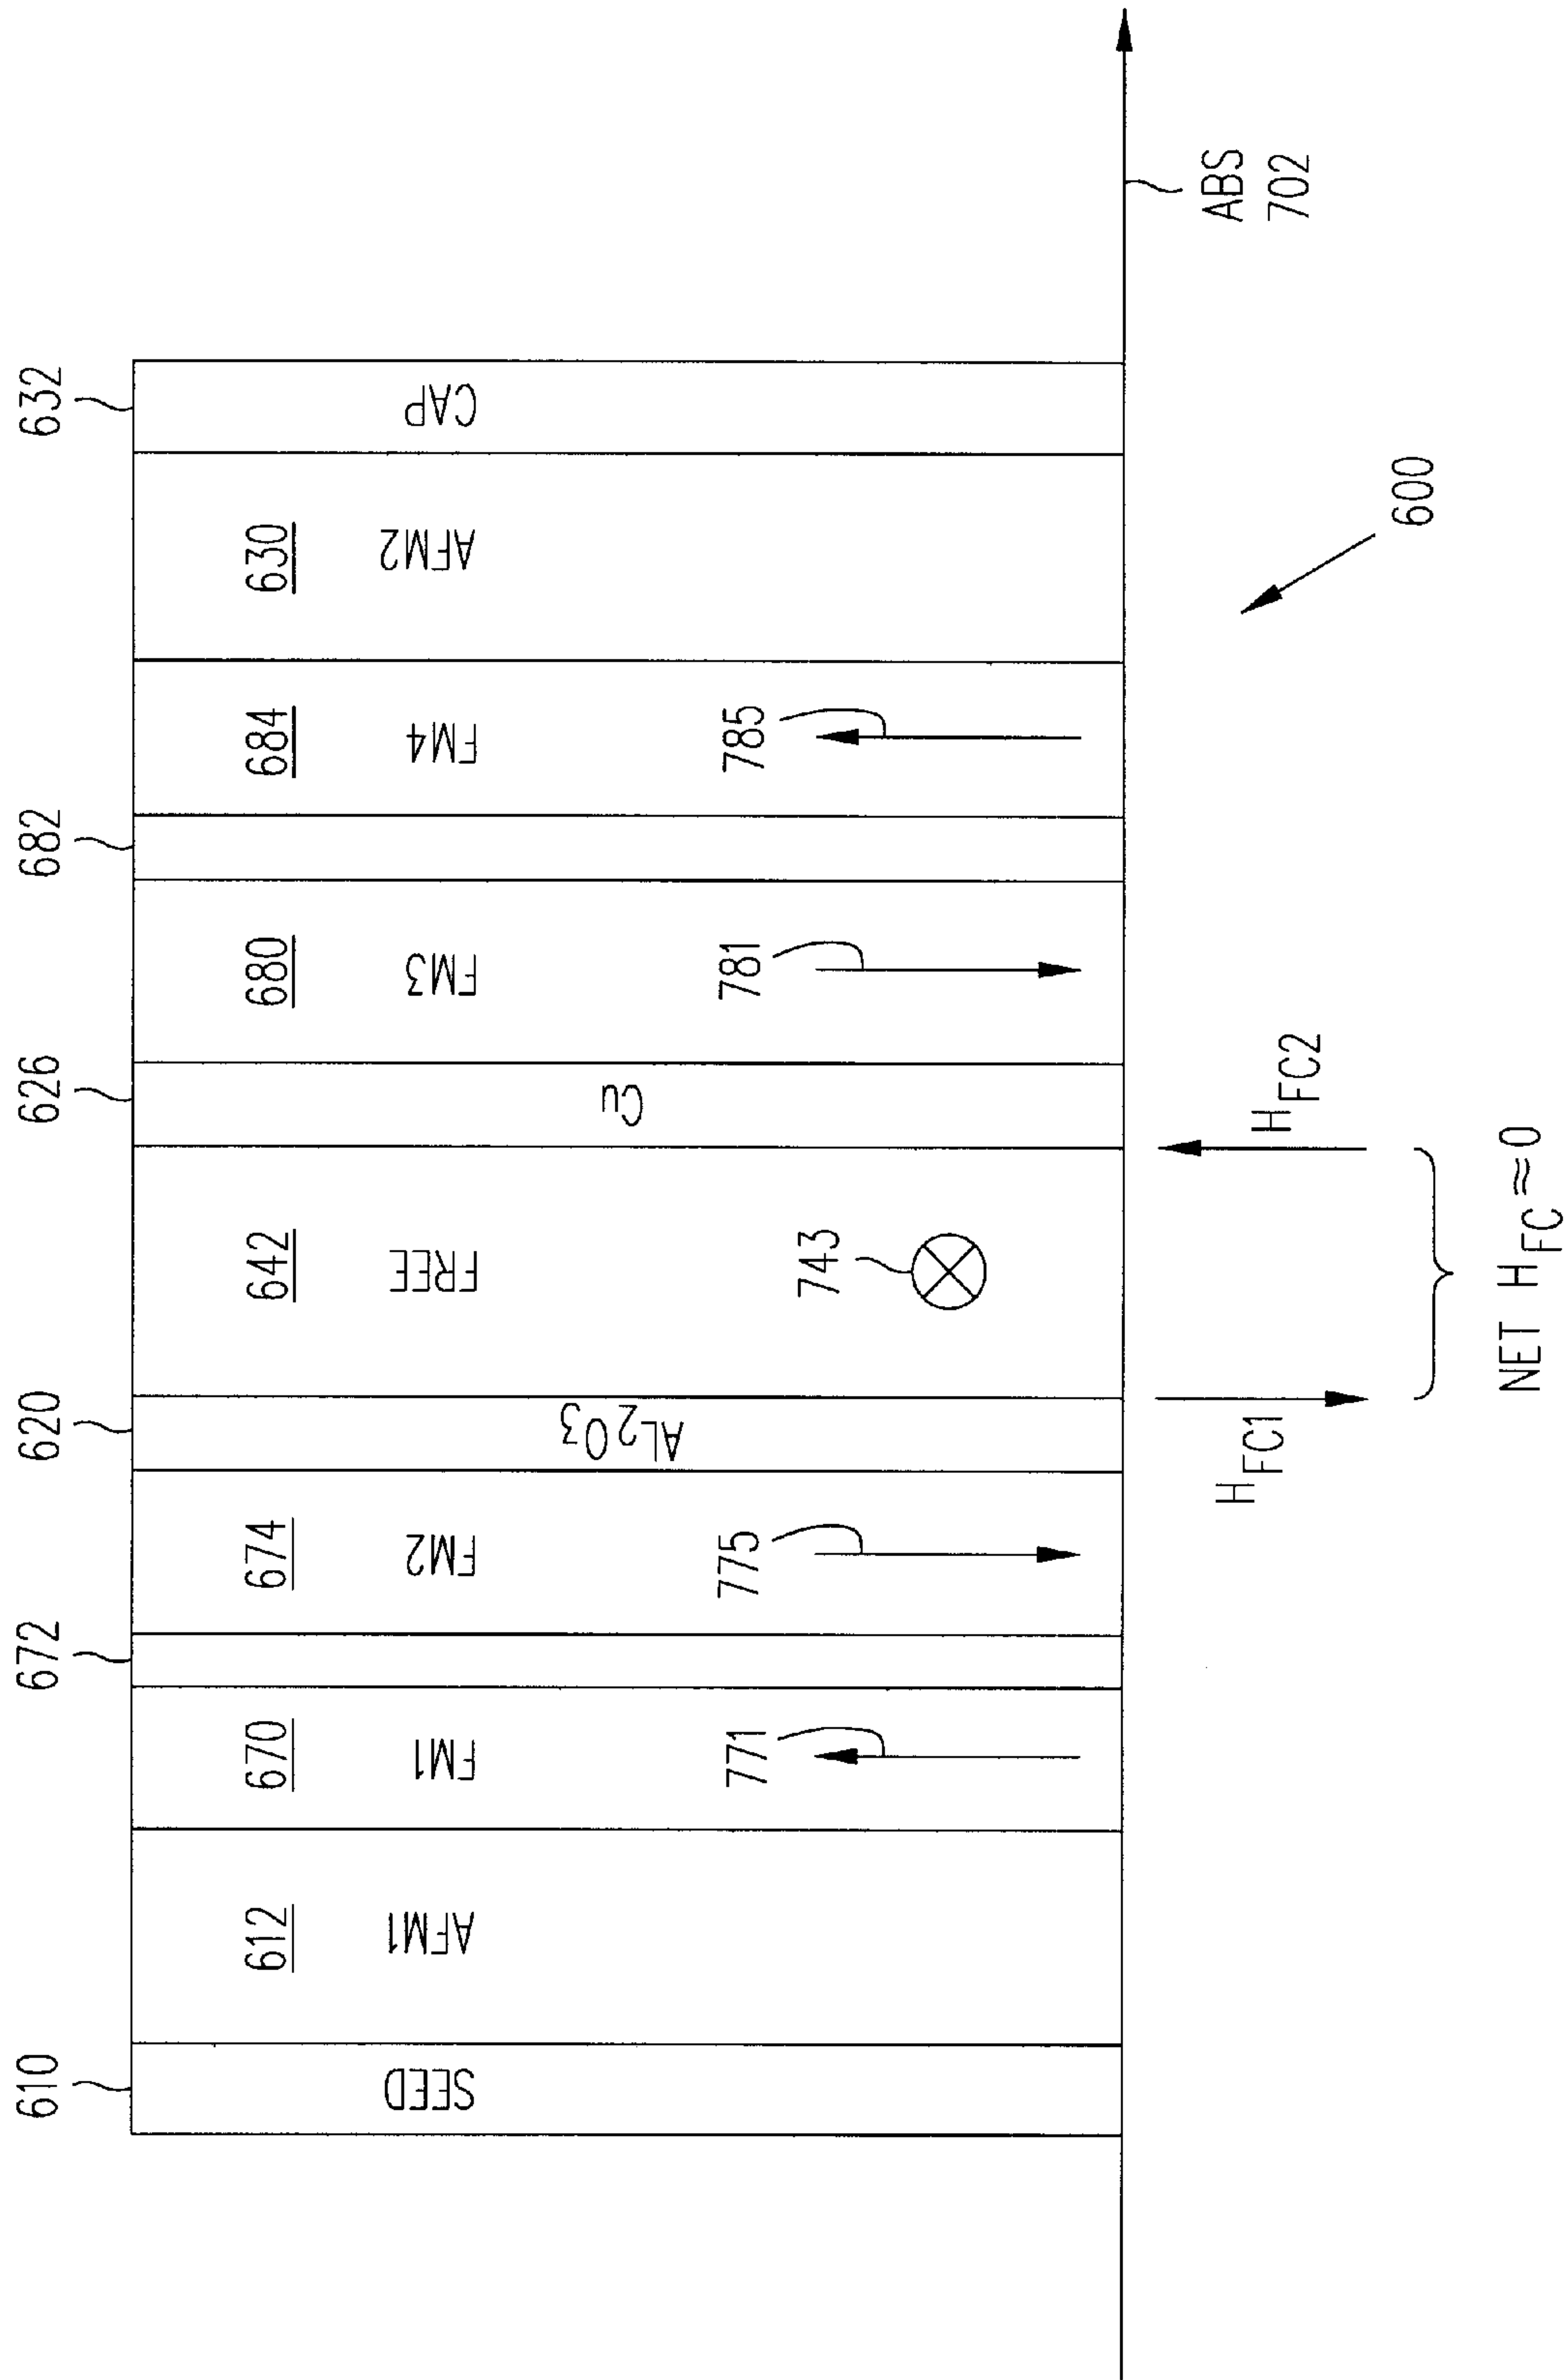 610
672
620
626
682
632
612
670
674
642
680
684
630
SEED
AFM1
FM1
FM2
AL2O3
FREE
Cu
FM3
FM4
AFM2
CAP
771
775
743
781
785
HFC1
HFC2
NET HFC≈0
ABS
702
600